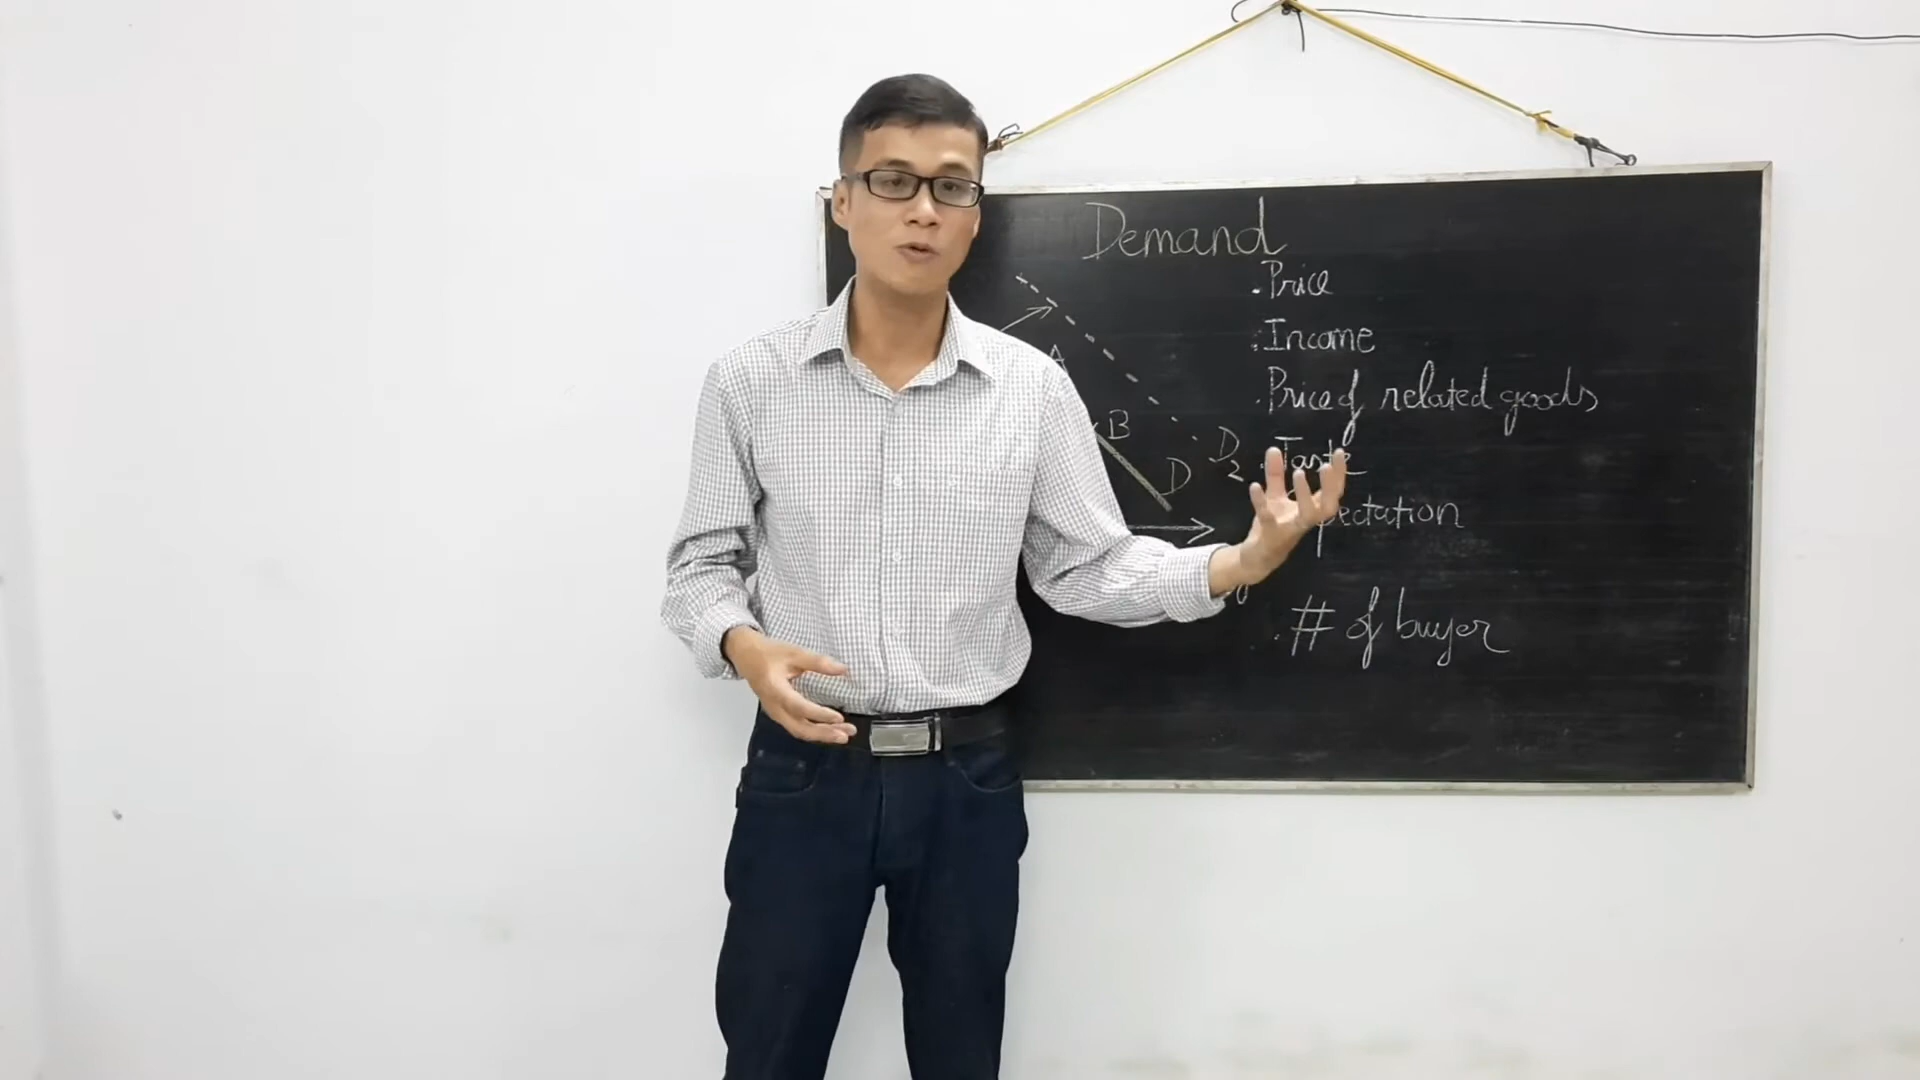 Demand
. Price
. Income
. Price of related goods
. Taste
pectation
. # of buyer
A
B
D
D2